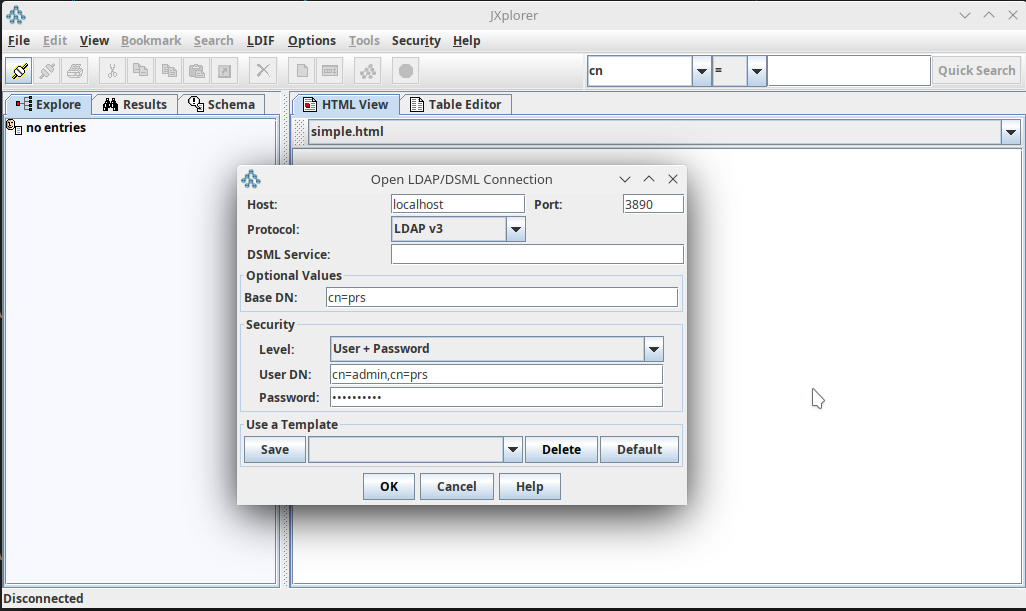 JXplorer
File Edit View Bookmark Search LDIF Options Tools Security Help
cn = Quick Search
Explore Results Schema HTML View Table Editor
no entries
simple.html
Open LDAP/DSML Connection
Host: localhost Port: 3890
Protocol: LDAP v3
DSML Service:
Optional Values
Base DN: cn=prs
Security
Level: User + Password
User DN: cn=admin,cn=prs
Password: ••••••••••
Use a Template
Save Delete Default
OK Cancel Help
Disconnected